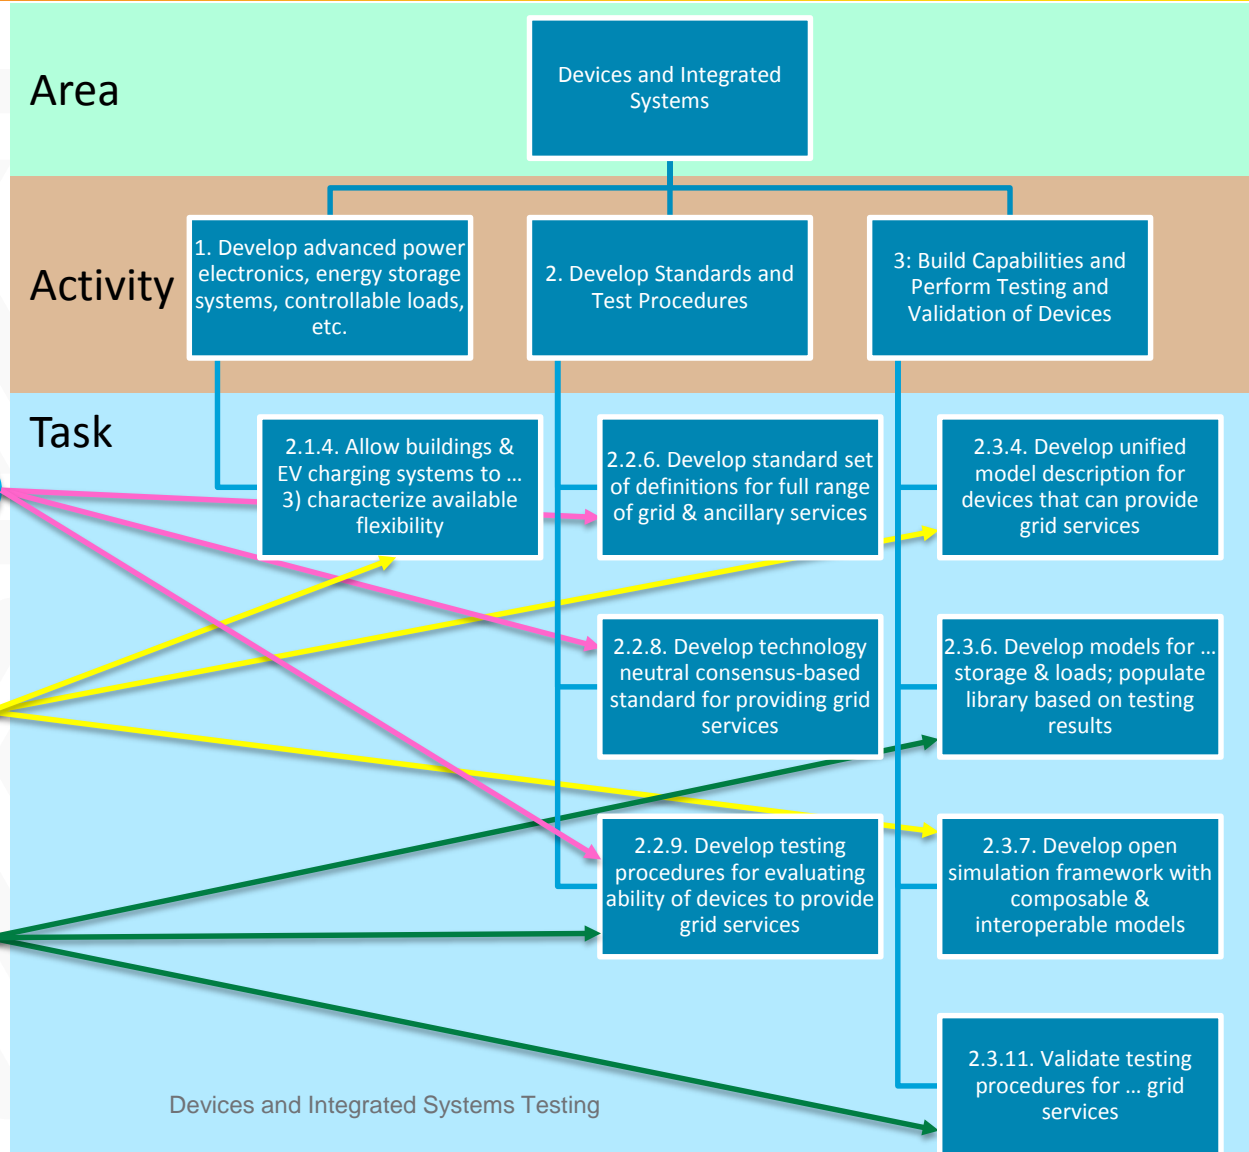 Area
Devices and Integrated
Systems
Activity
1. Develop advanced power
electronics, energy storage
systems, controllable loads,
etc.
2. Develop Standards and
Test Procedures
3: Build Capabilities and
Perform Testing and
Validation of Devices
Task
2.1.4. Allow buildings &
EV charging systems to ...
3) characterize available
flexibility
2.2.6. Develop standard set
of definitions for full range
of grid & ancillary services
2.3.4. Develop unified
model description for
devices that can provide
grid services
2.2.8. Develop technology
neutral consensus-based
standard for providing grid
services
2.3.6. Develop models for ...
storage & loads; populate
library based on testing
results
2.2.9. Develop testing
procedures for evaluating
ability of devices to provide
grid services
2.3.7. Develop open
simulation framework with
composable &
interoperable models
2.3.11. Validate testing
procedures for ... grid
services
Devices and Integrated Systems Testing